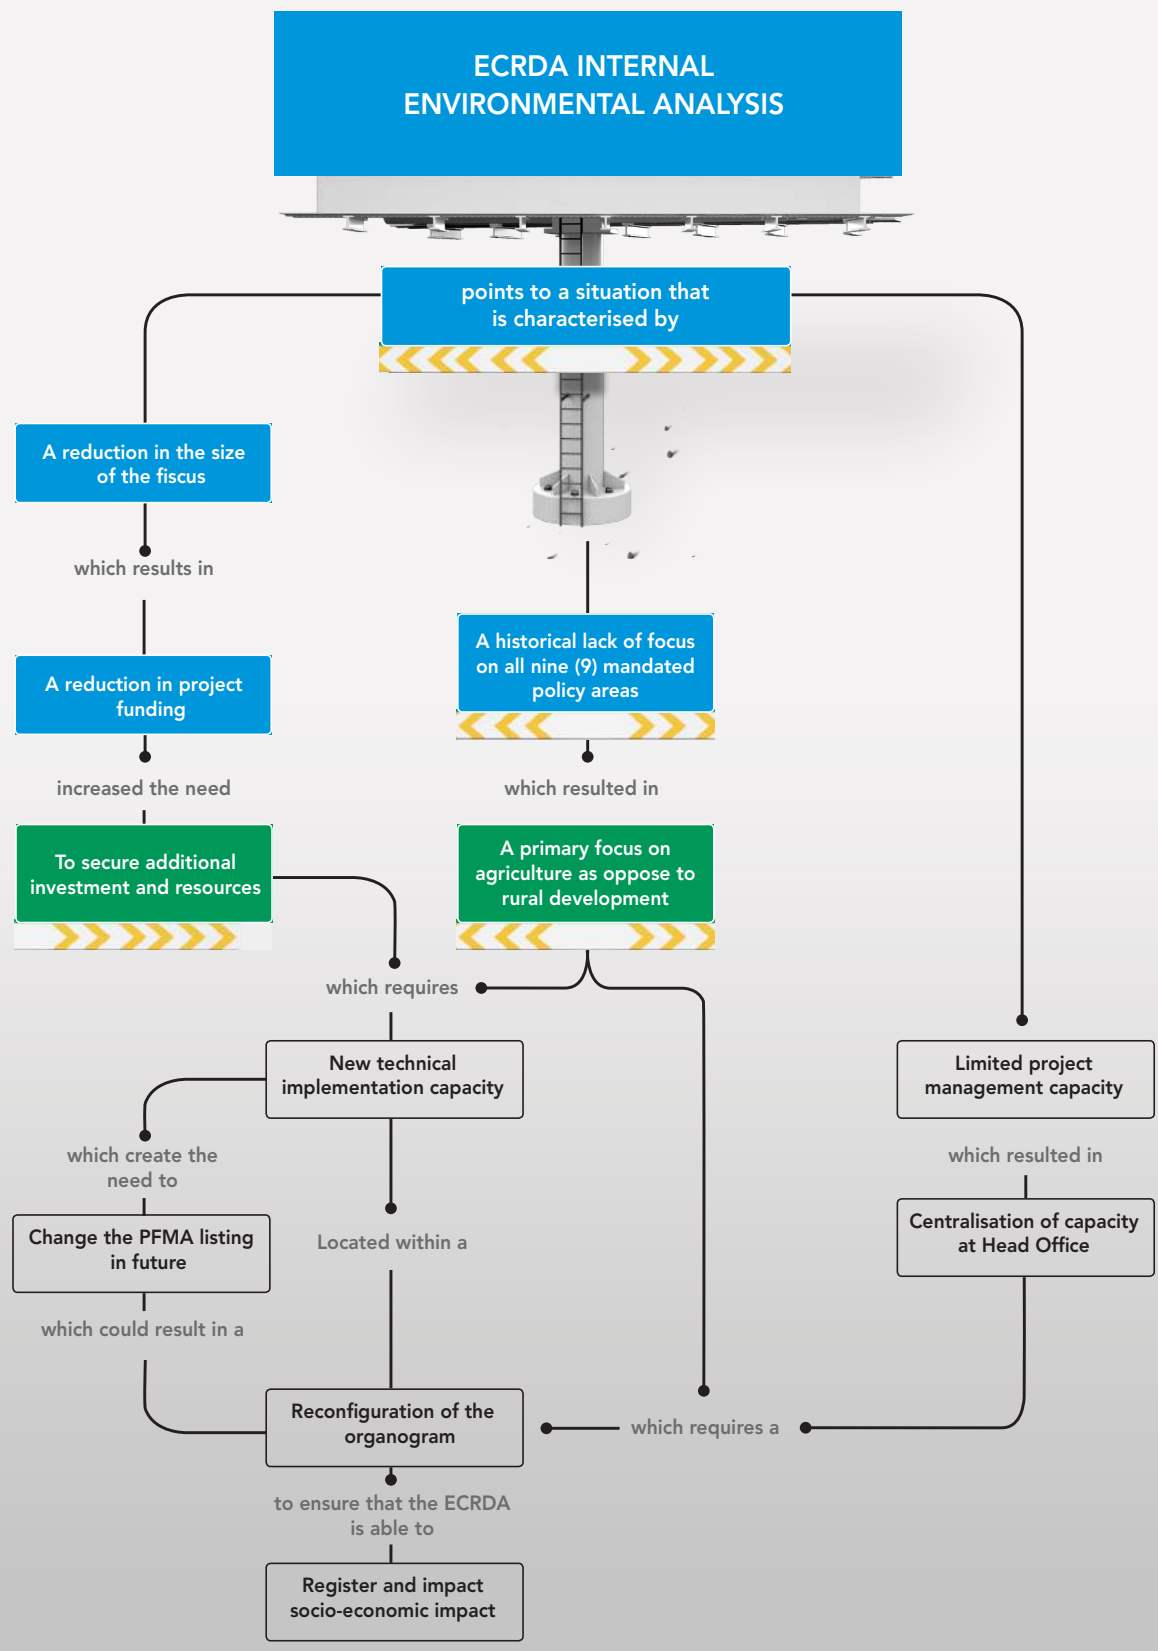 ECRDA INTERNAL
ENVIRONMENTAL ANALYSIS
points to a situation that
is characterised by
A reduction in the size
of the fiscus
which results in
A reduction in project
funding
increased the need
To secure additional
investment and resources
A historical lack of focus
on all nine (9) mandated
policy areas
which resulted in
A primary focus on
agriculture as oppose to
rural development
which requires
New technical
implementation capacity
Limited project
management capacity
which create the
need to
which resulted in
Change the PFMA listing
in future
Located within a
Centralisation of capacity
at Head Office
which could result in a
Reconfiguration of the
organogram
which requires a
to ensure that the ECRDA
is able to
Register and impact
socio-economic impact